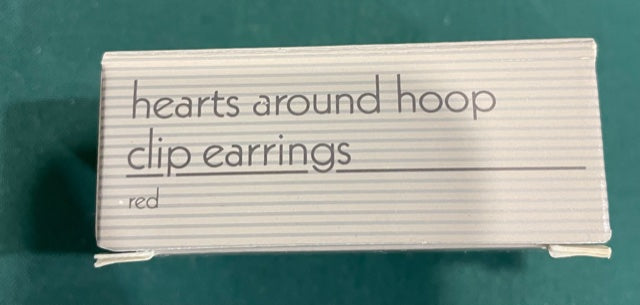 hearts around hoop
clip earrings
red